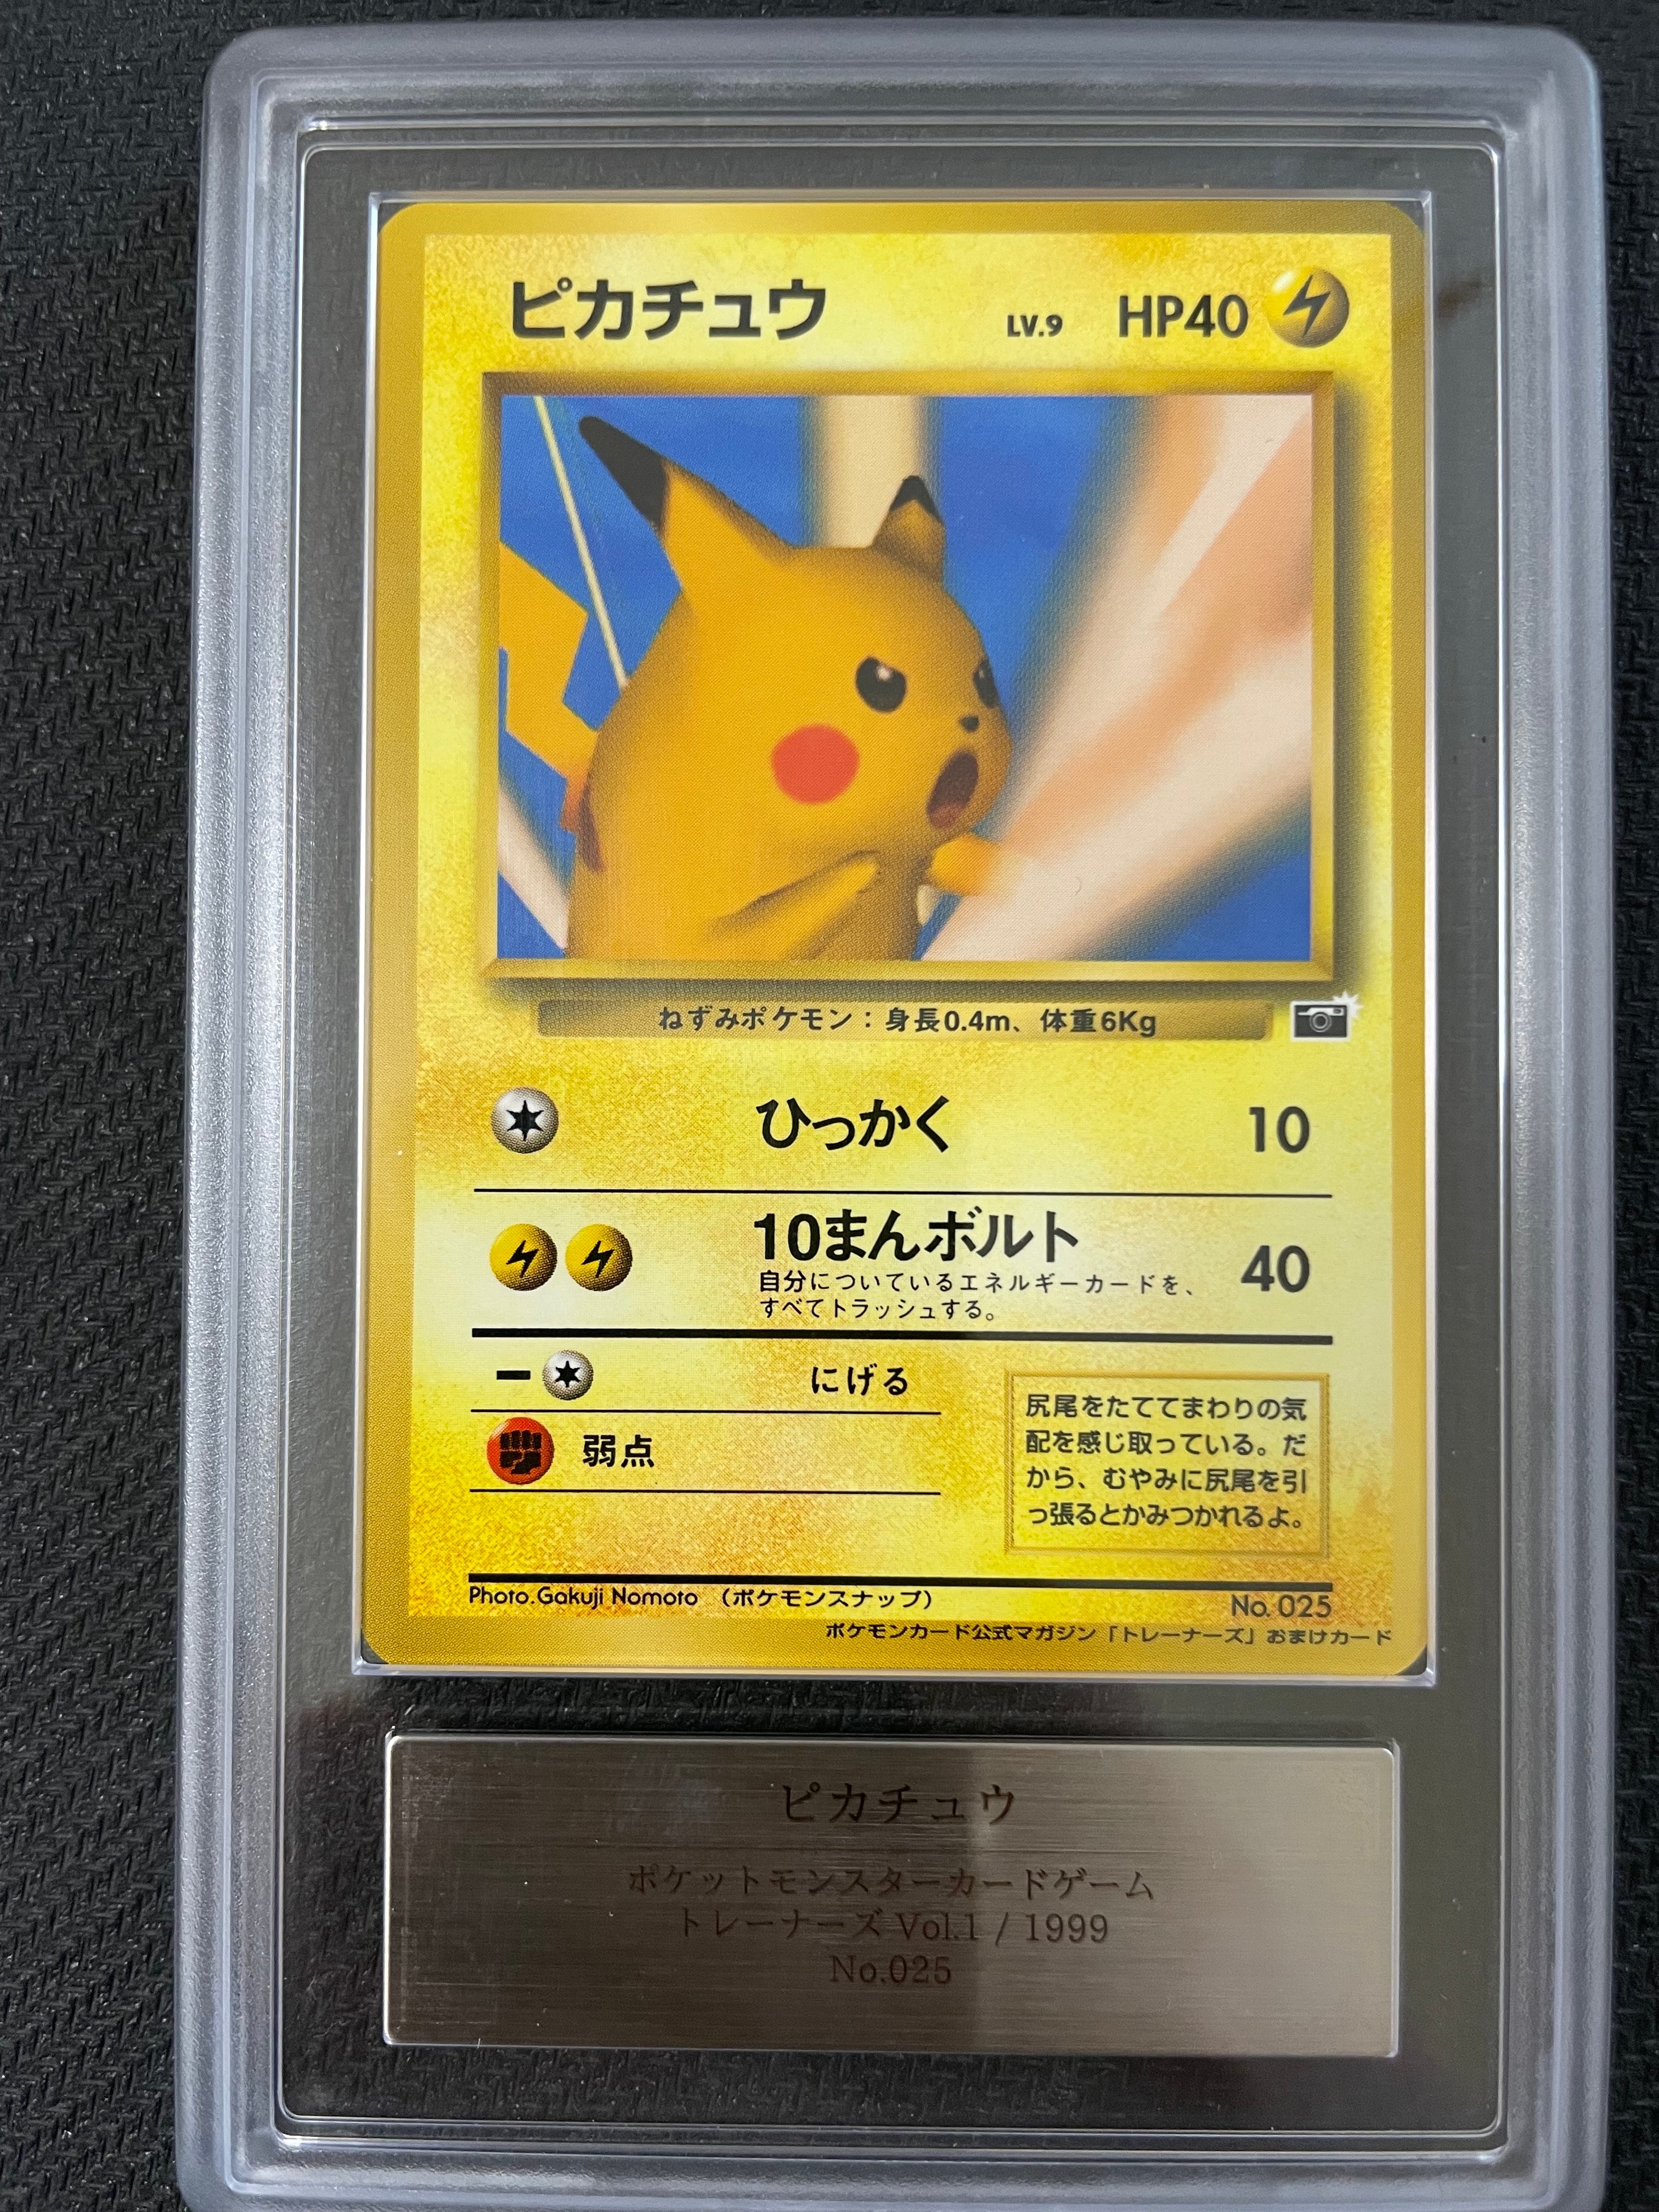 ピカチュウ LV.9 HP40
ねずみポケモン：身長0.4m、体重6Kg
ひっかく 10
10まんボルト 40
自分についているエネルギーカードを、
すべてトラッシュする。
にげる
弱点
尻尾をたててまわりの気
配を感じ取っている。だ
から、むやみに尻尾を引
っ張るとかみつかれるよ。
Photo.Gakuji Nomoto （ポケモンスナップ） No. 025
ポケモンカード公式マガジン「トレーナーズ」おまけカード
ピカチュウ
ポケットモンスターカードゲーム
トレーナーズ Vol.1 / 1999
No.025